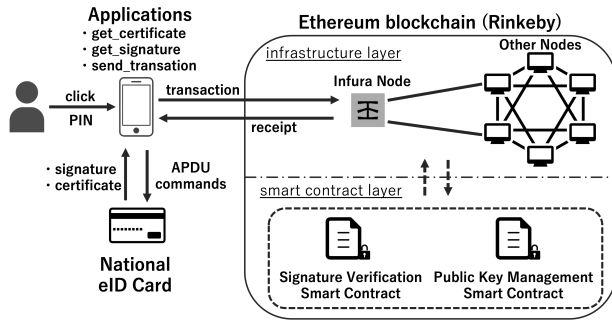 Applications
・get_certificate
・get_signature
・send_transation
Ethereum blockchain (Rinkeby)
infrastructure layer
Other Nodes
Infura Node
click
PIN
transaction
receipt
・signature
・certificate
APDU
commands
smart contract layer
National
eID Card
Signature Verification
Smart Contract
Public Key Management
Smart Contract